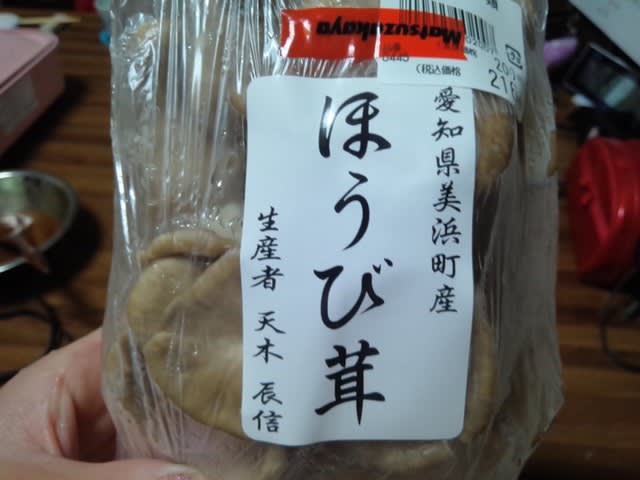 Matsuzakaya
(税込価格
愛知県美浜町産
ほうび茸
生産者 天木 辰信